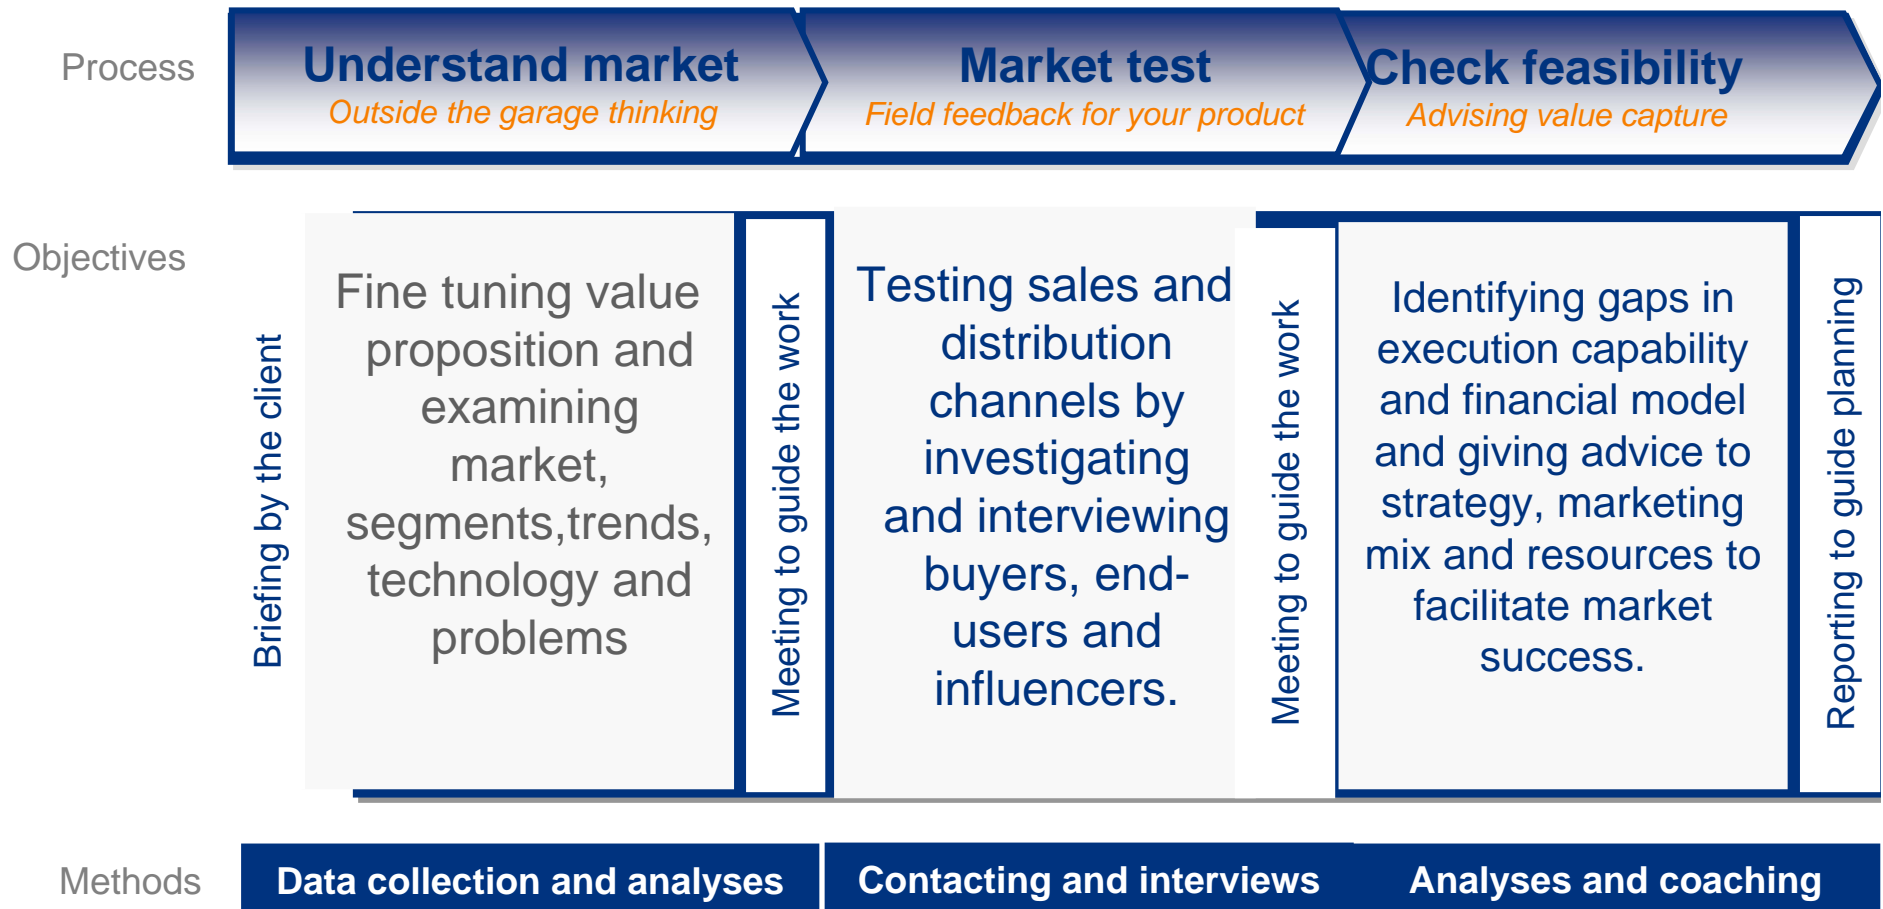 Process
Understand market
Outside the garage thinking
Market test
Field feedback for your product
Check feasibility
Advising value capture
Objectives
Briefing by the client
Fine tuning value
proposition and
examining
market,
segments,trends,
technology and
problems
Meeting to guide the work
Testing sales and
distribution
channels by
investigating
and interviewing
buyers, end-
users and
influencers.
Meeting to guide the work
Identifying gaps in
execution capability
and financial model
and giving advice to
strategy, marketing
mix and resources to
facilitate market
success.
Reporting to guide planning
Methods
Data collection and analyses
Contacting and interviews
Analyses and coaching